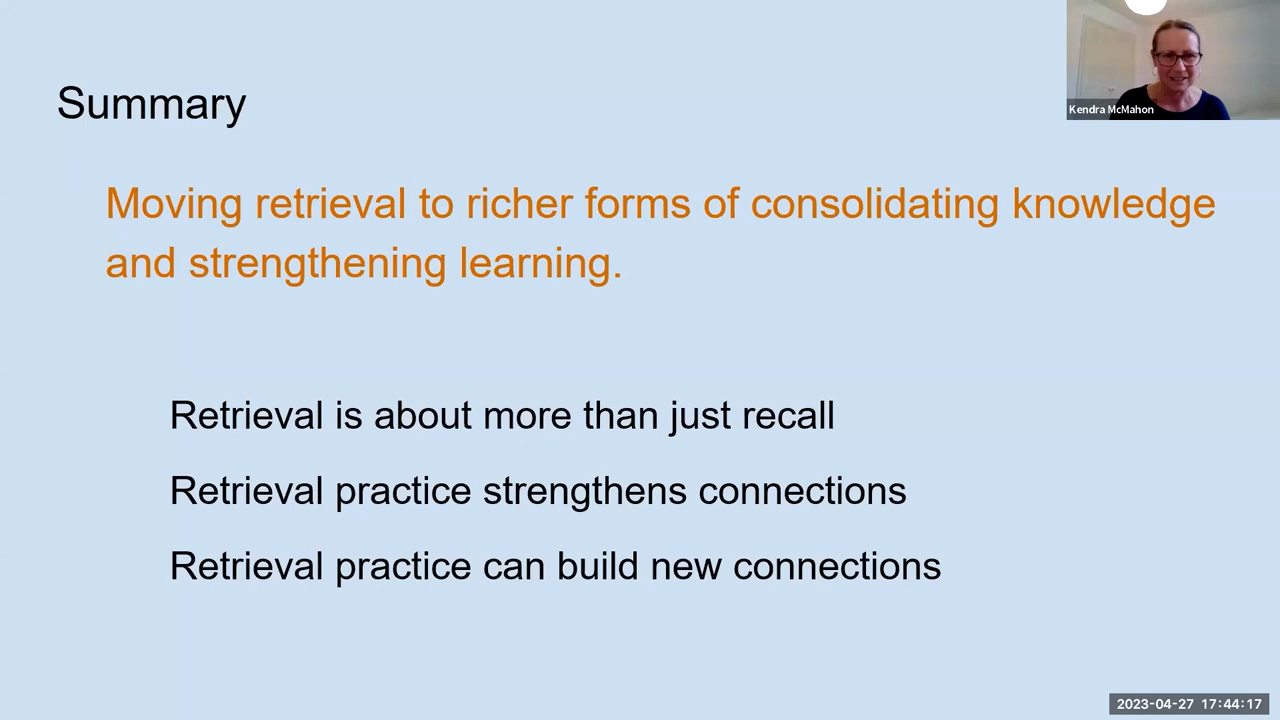 Kendra McMahon
Summary
Moving retrieval to richer forms of consolidating knowledge
and strengthening learning.
Retrieval is about more than just recall
Retrieval practice strengthens connections
Retrieval practice can build new connections
2023-04-27 17:44:17